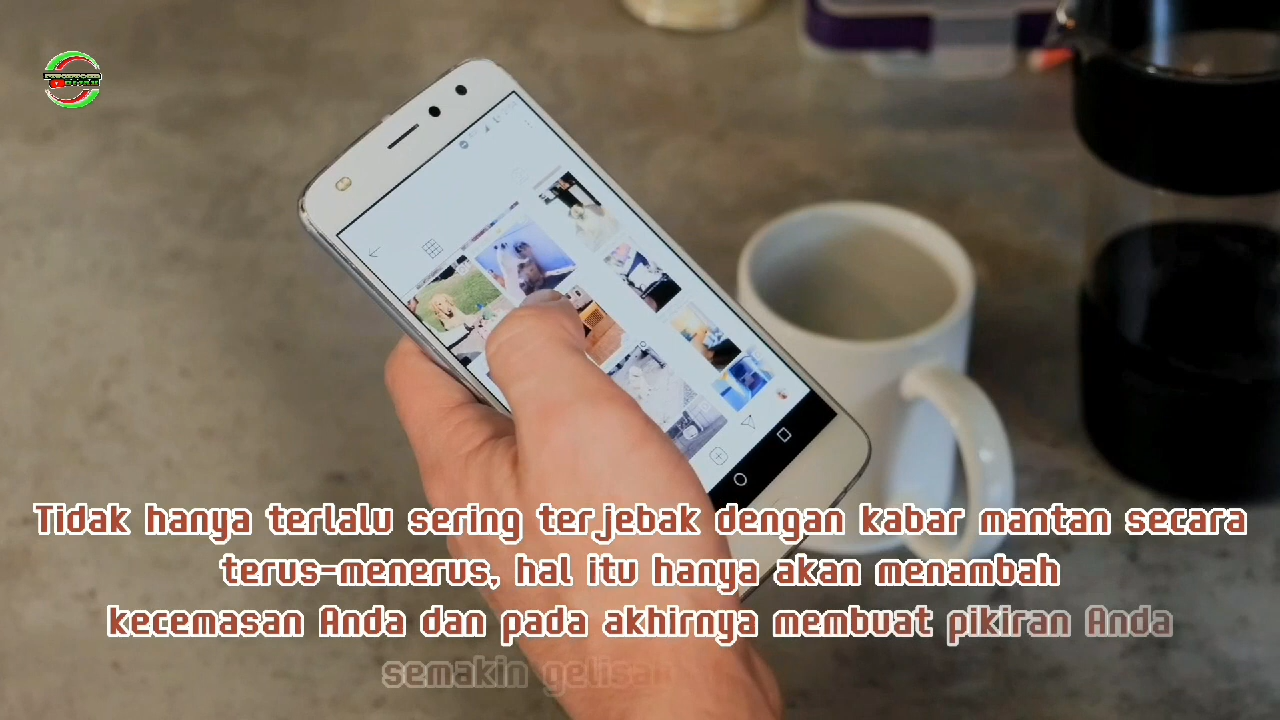 Tidak hanya terlalu sering terjebak dengan kabar mantan secara
terus-menerus, hal itu hanya akan menambah
kecemasan Anda dan pada akhirnya membuat pikiran Anda
semakin gelisah